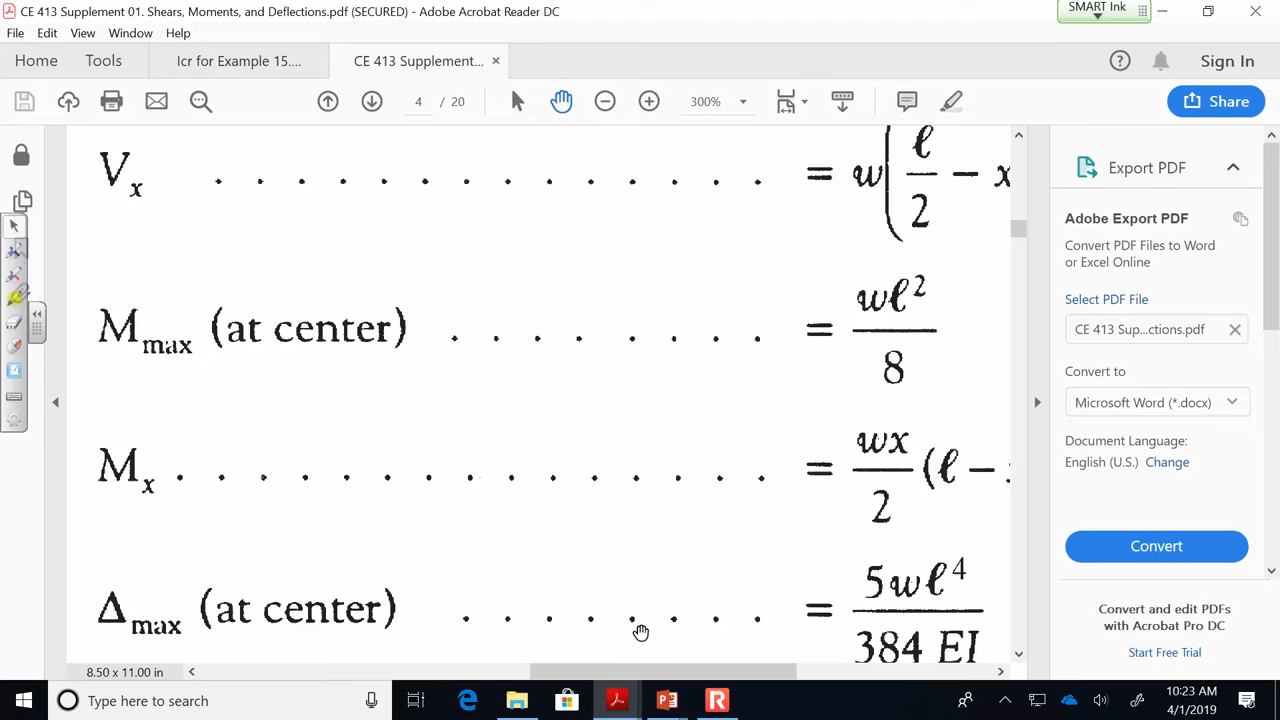 CE 413 Supplement 01. Shears, Moments, and Deflections.pdf (SECURED) - Adobe Acrobat Reader DC
SMART Ink
File Edit View Window Help
Home Tools Icr for Example 15.... CE 413 Supplement... × Sign In
4 / 20 300% Share
V_x . . . . . . . . . . . . . . = w(ℓ/2 − x
M_max (at center) . . . . . . . . = wℓ²/8
M_x . . . . . . . . . . . . . . . = wx/2 (ℓ −
Δ_max (at center) . . . . . . . . = 5wℓ⁴/384 EI
8.50 x 11.00 in
Export PDF
Adobe Export PDF
Convert PDF Files to Word
or Excel Online
Select PDF File
CE 413 Sup...ctions.pdf
Convert to
Microsoft Word (*.docx)
Document Language:
English (U.S.) Change
Convert
Convert and edit PDFs
with Acrobat Pro DC
Start Free Trial
Type here to search
10:23 AM
4/1/2019